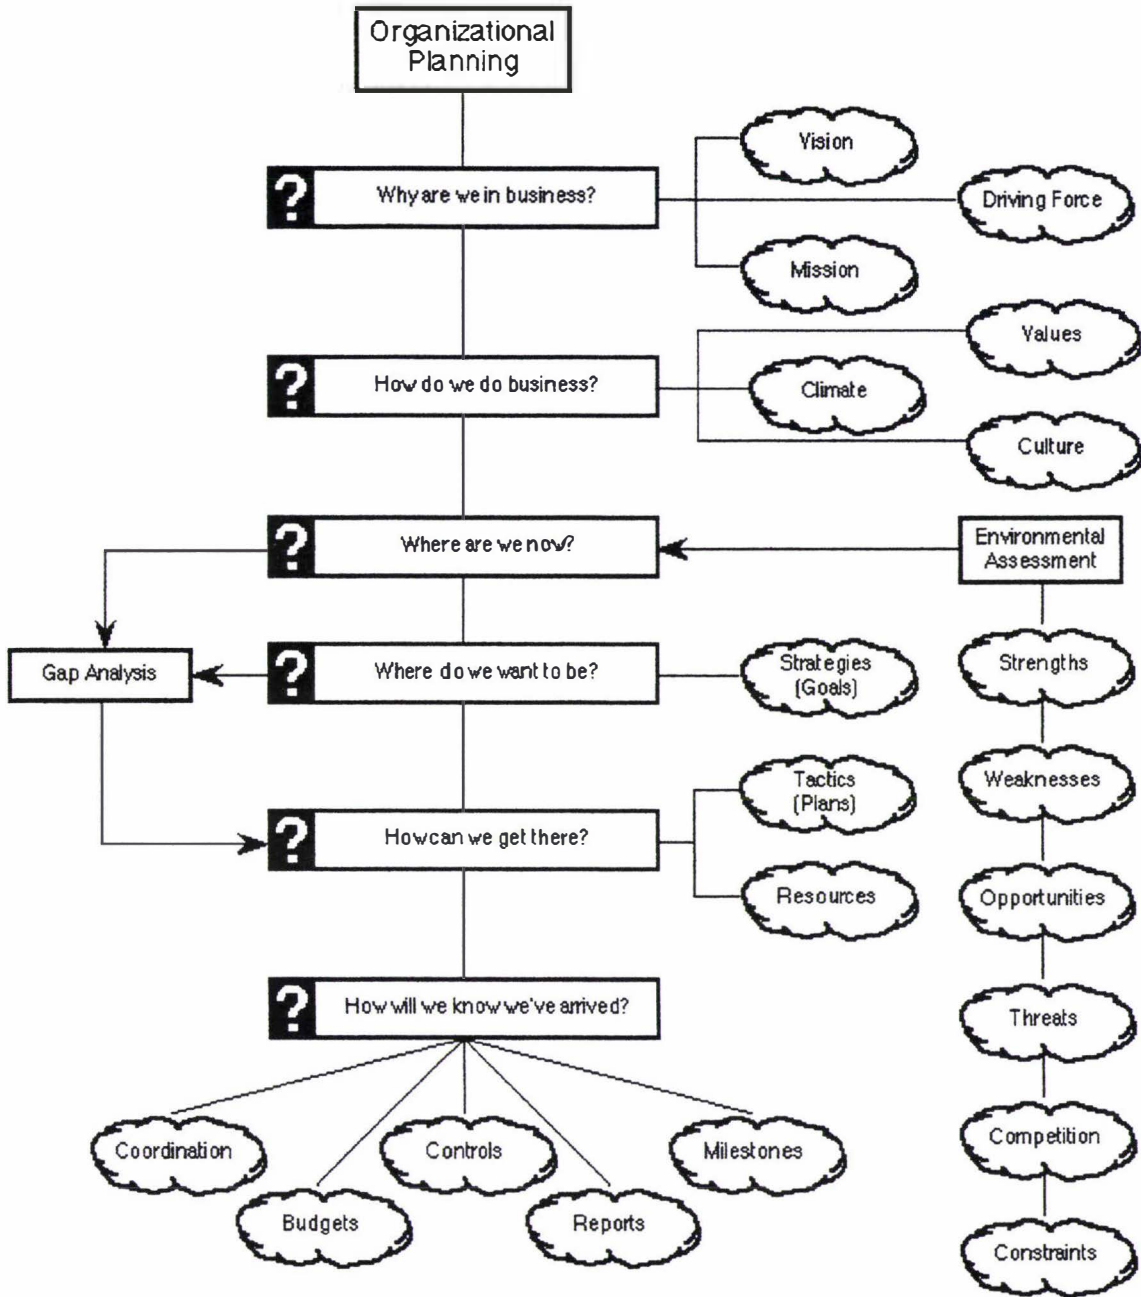 Organizational
Planning
Vision
?
Why are we in business?
Driving Force
Mission
Values
?
How do we do business?
Climate
Culture
?
Where are we now?
Environmental
Assessment
Gap Analysis
?
Where do we want to be?
Strategies
(Goals)
Strengths
Tactics
(Plans)
Weaknesses
?
How can we get there?
Resources
Opportunities
?
How will we know we've arrived?
Threats
Coordination
Controls
Milestones
Competition
Budgets
Reports
Constraints